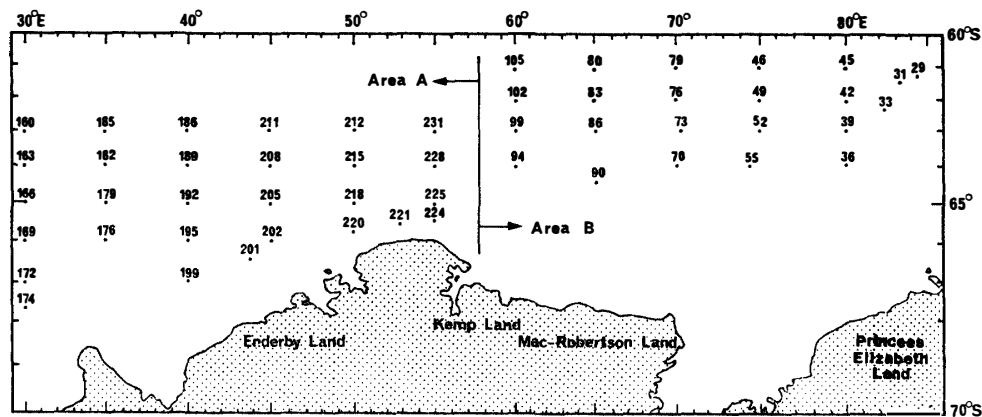 30°E 40° 50° 60° 70° 80°E
60°S
105 80 79 46 45 31 29
Area A
102 83 76 49 42 33
160 185 186 211 212 231 99 86 73 52 39
163 182 189 208 215 228 94 90 70 55 36
166 179 192 205 218 225 65°
169 176 195 202 220 221 224
Area B
201
172 199
174
Enderby Land
Kemp Land
Mac-Robertson Land
Princess
Elizabeth
Land
70°S